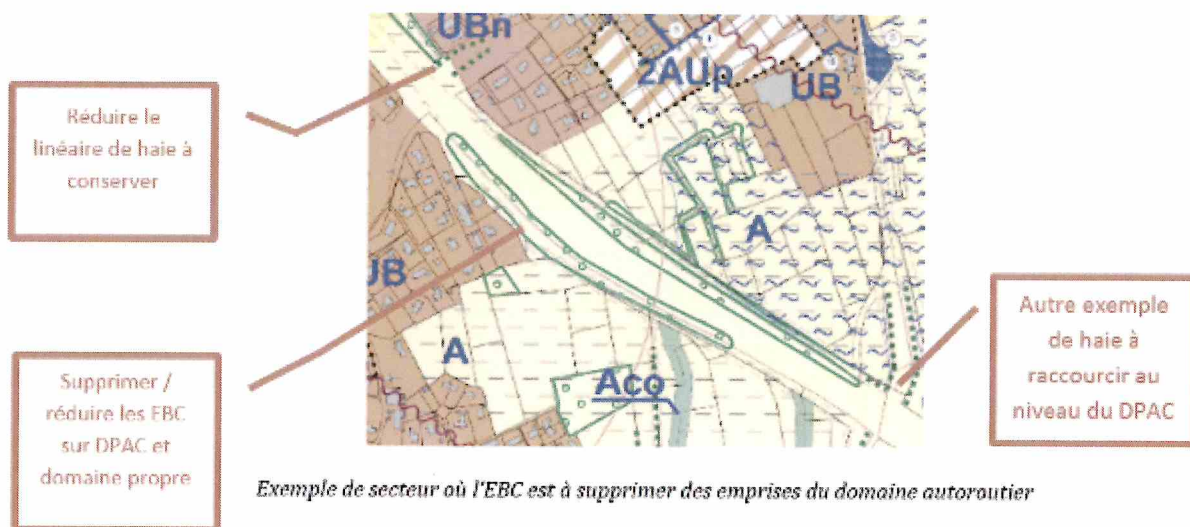 UBn
2AUp
UB
Réduire le
linéaire de haie à
conserver
A
UB
Autre exemple
de haie à
raccourcir au
niveau du DPAC
A
Supprimer /
réduire les EBC
sur DPAC et
domaine propre
Aco
Exemple de secteur où l'EBC est à supprimer des emprises du domaine autoroutier